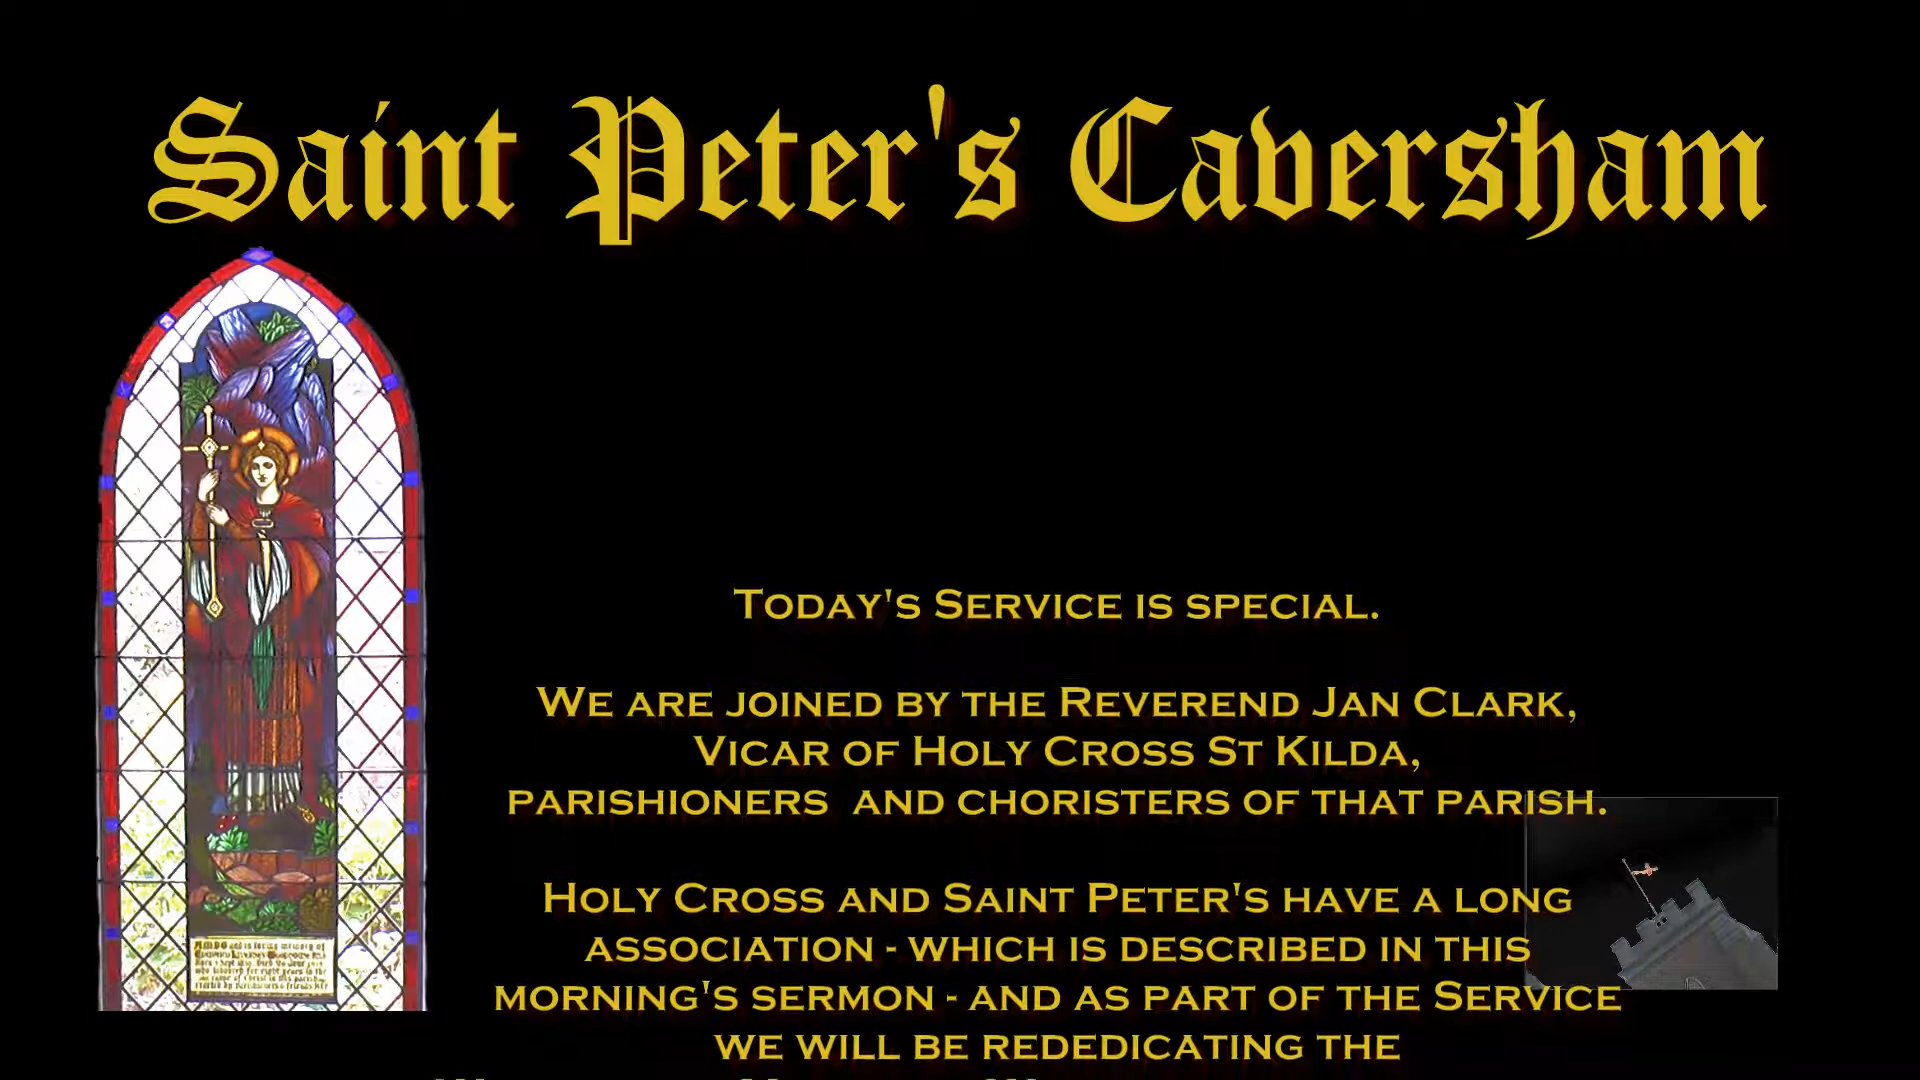 Saint Peter's Caversham
Today's Service is special.
We are joined by the Reverend Jan Clark,
Vicar of Holy Cross St Kilda,
parishioners and choristers of that parish.
Holy Cross and Saint Peter's have a long
association - which is described in this
morning's sermon - and as part of the Service
we will be rededicating the